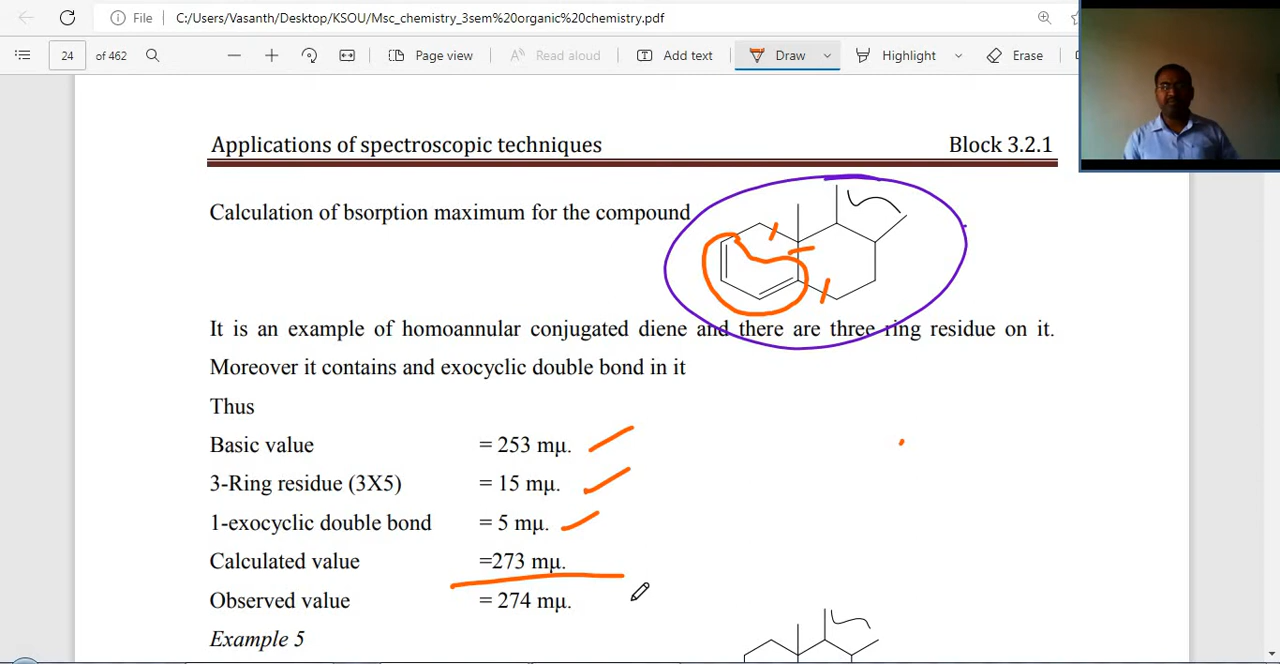 File C:/Users/Vasanth/Desktop/KSOU/Msc_chemistry_3sem%20organic%20chemistry.pdf
24 of 462 Page view Read aloud Add text Draw Highlight Erase
Applications of spectroscopic techniques Block 3.2.1
Calculation of bsorption maximum for the compound
It is an example of homoannular conjugated diene and there are three ring residue on it.
Moreover it contains and exocyclic double bond in it
Thus
Basic value = 253 mμ.
3-Ring residue (3X5) = 15 mμ.
1-exocyclic double bond = 5 mμ.
Calculated value =273 mμ.
Observed value = 274 mμ.
Example 5